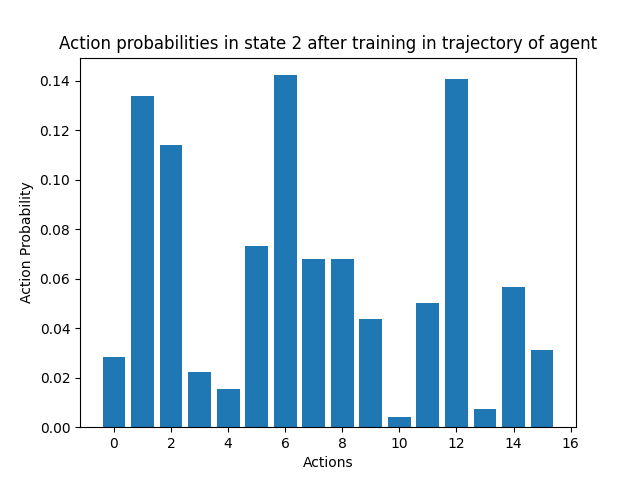 Action probabilities in state 2 after training in trajectory of agent
0.14
0.12
0.10
0.08
0.06
0.04
0.02
0.00
Action Probability
0 2 4 6 8 10 12 14 16
Actions